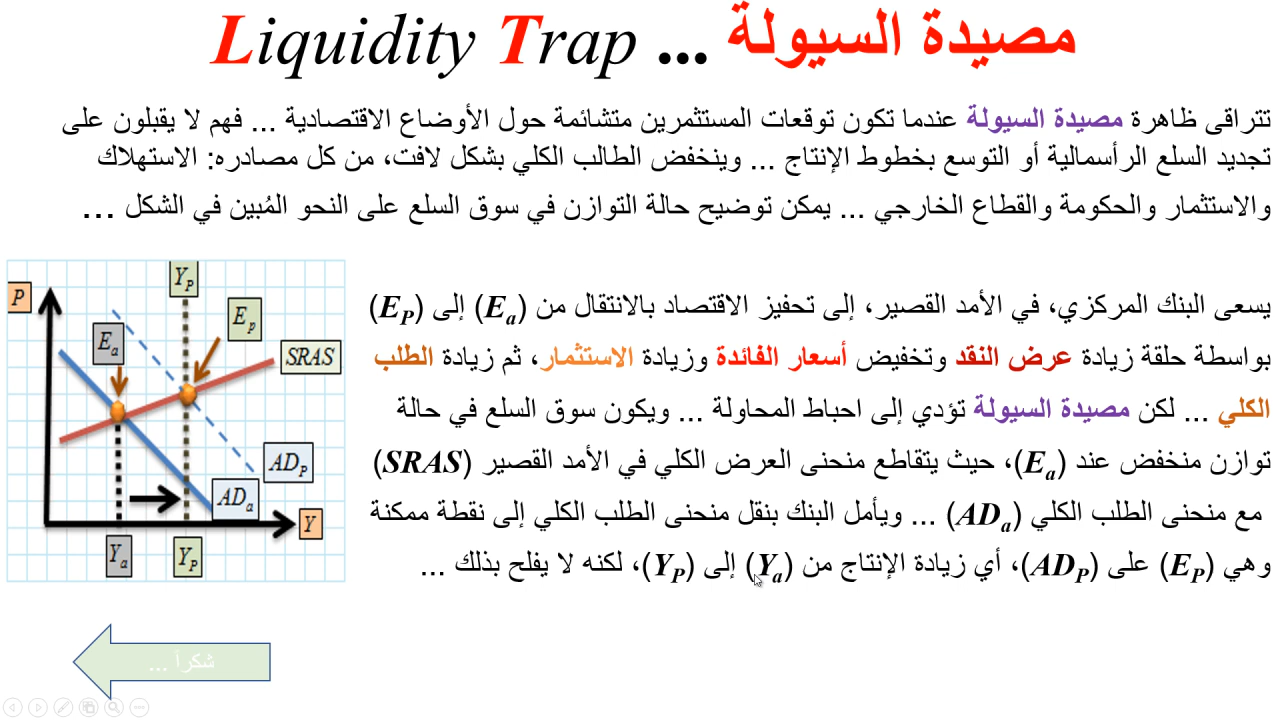 Liquidity Trap ... مصيدة السيولة
تتراقى ظاهرة مصيدة السيولة عندما تكون توقعات المستثمرين متشائمة حول الأوضاع الاقتصادية ... فهم لا يقبلون على
تجديد السلع الرأسمالية أو التوسع بخطوط الإنتاج ... وينخفض الطالب الكلي بشكل لافت، من كل مصادره: الاستهلاك
والاستثمار والحكومة والقطاع الخارجي ... يمكن توضيح حالة التوازن في سوق السلع على النحو المُبين في الشكل ...
يسعى البنك المركزي، في الأمد القصير، إلى تحفيز الاقتصاد بالانتقال من (Ea) إلى (EP)
بواسطة حلقة زيادة عرض النقد وتخفيض أسعار الفائدة وزيادة الاستثمار، ثم زيادة الطلب
الكلي ... لكن مصيدة السيولة تؤدي إلى احباط المحاولة ... ويكون سوق السلع في حالة
توازن منخفض عند (Ea)، حيث يتقاطع منحنى العرض الكلي في الأمد القصير (SRAS)
مع منحنى الطلب الكلي (ADa) ... ويأمل البنك بنقل منحنى الطلب الكلي إلى نقطة ممكنة
وهي (EP) على (ADP)، أي زيادة الإنتاج من (Ya) إلى (YP)، لكنه لا يفلح بذلك ...
P
YP
Ep
Ea
SRAS
ADP
ADa
Y
Ya
YP
شكراً ...